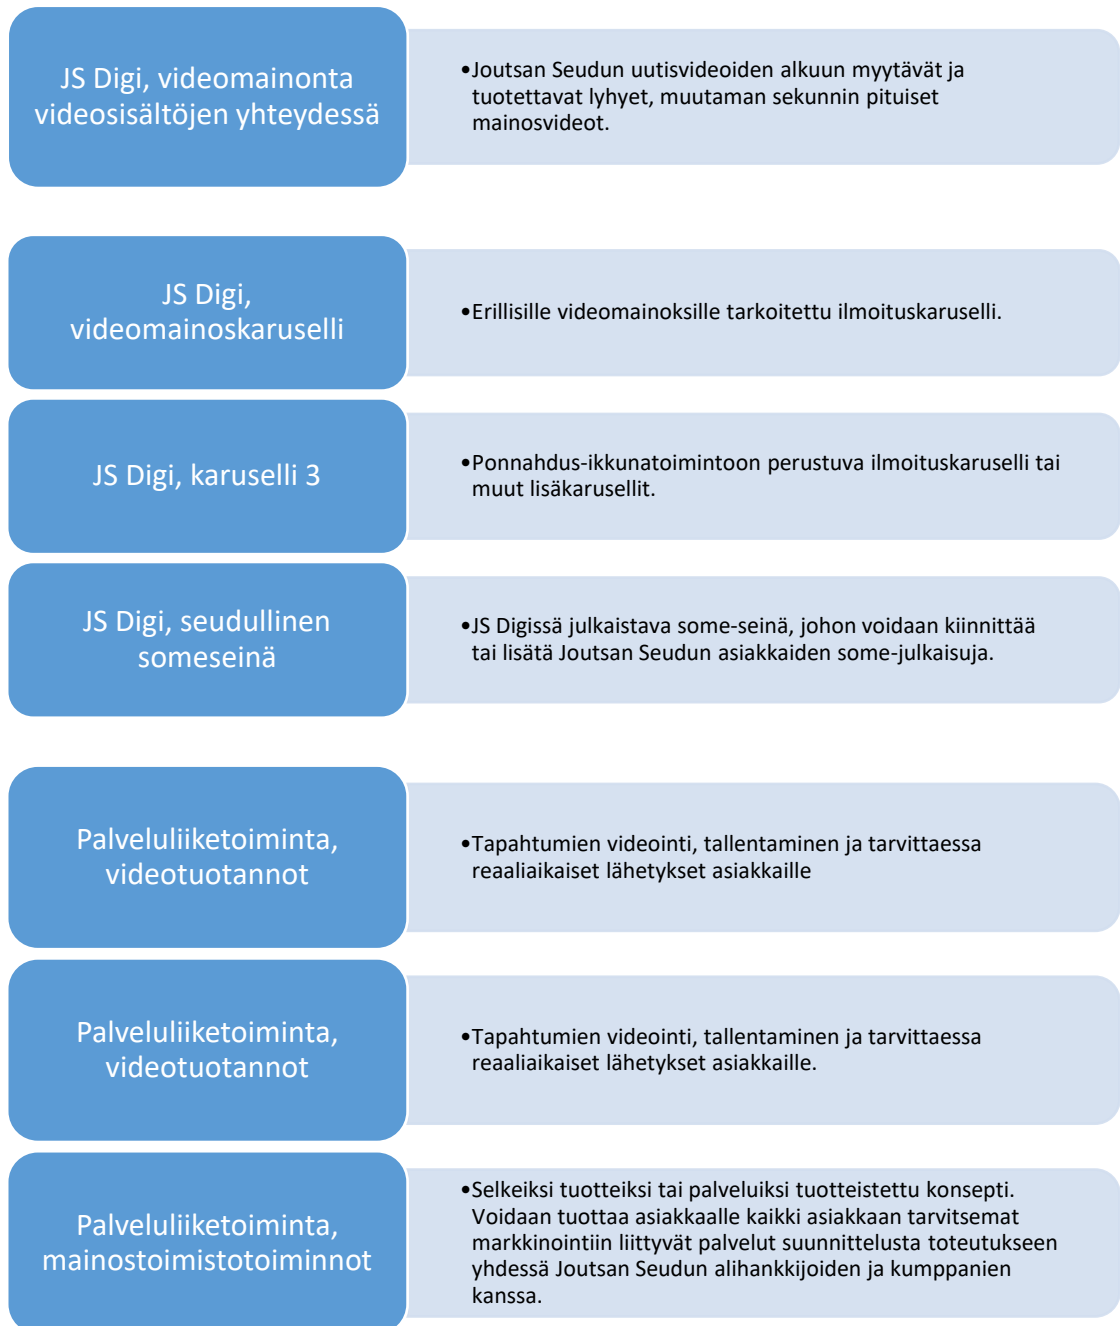 JS Digi, videomainonta
videosisältöjen yhteydessä
•Joutsan Seudun uutisvideoiden alkuun myytävät ja
tuotettavat lyhyet, muutaman sekunnin pituiset
mainosvideot.
JS Digi,
videomainoskaruselli
•Erillisille videomainoksille tarkoitettu ilmoituskaruselli.
JS Digi, karuselli 3
•Ponnahdus-ikkunatoimintoon perustuva ilmoituskaruselli tai
muut lisäkarusellit.
JS Digi, seudullinen
someseinä
•JS Digissä julkaistava some-seinä, johon voidaan kiinnittää
tai lisätä Joutsan Seudun asiakkaiden some-julkaisuja.
Palveluliiketoiminta,
videotuotannot
•Tapahtumien videointi, tallentaminen ja tarvittaessa
reaaliaikaiset lähetykset asiakkaille
Palveluliiketoiminta,
videotuotannot
•Tapahtumien videointi, tallentaminen ja tarvittaessa
reaaliaikaiset lähetykset asiakkaille.
Palveluliiketoiminta,
mainostoimistotoiminnot
•Selkeiksi tuotteiksi tai palveluiksi tuotteistettu konsepti.
Voidaan tuottaa asiakkaalle kaikki asiakkaan tarvitsemat
markkinointiin liittyvät palvelut suunnittelusta toteutukseen
yhdessä Joutsan Seudun alihankkijoiden ja kumppanien
kanssa.